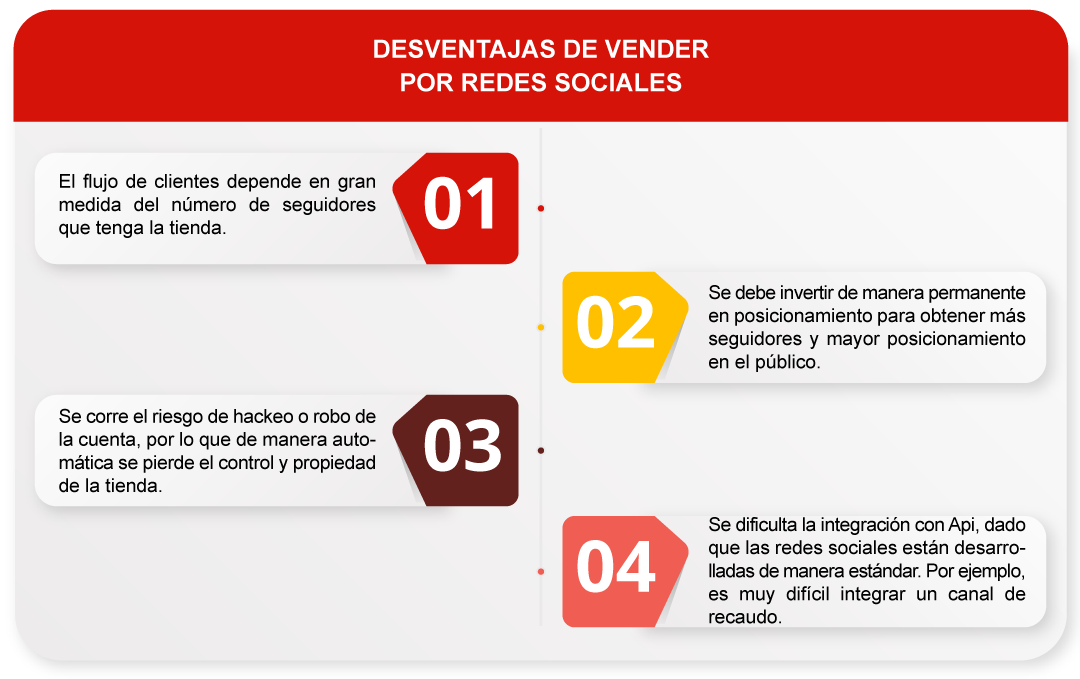 DESVENTAJAS DE VENDER
POR REDES SOCIALES
El flujo de clientes depende en gran
medida del número de seguidores
que tenga la tienda.
01
02
Se debe invertir de manera permanente
en posicionamiento para obtener más
seguidores y mayor posicionamiento
en el público.
Se corre el riesgo de hackeo o robo de
la cuenta, por lo que de manera auto-
mática se pierde el control y propiedad
de la tienda.
03
04
Se dificulta la integración con Api, dado
que las redes sociales están desarro-
lladas de manera estándar. Por ejemplo,
es muy difícil integrar un canal de
recaudo.